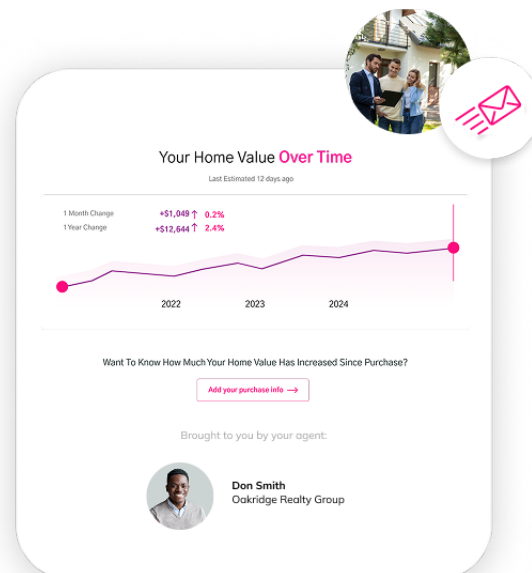 Your Home Value Over Time
Last Estimated 12 days ago
1 Month Change +$1,049 ↑ 0.2%
1 Year Change +$12,644 ↑ 2.4%
2022 2023 2024
Want To Know How Much Your Home Value Has Increased Since Purchase?
Add your purchase info →
Brought to you by your agent:
Don Smith
Oakridge Realty Group